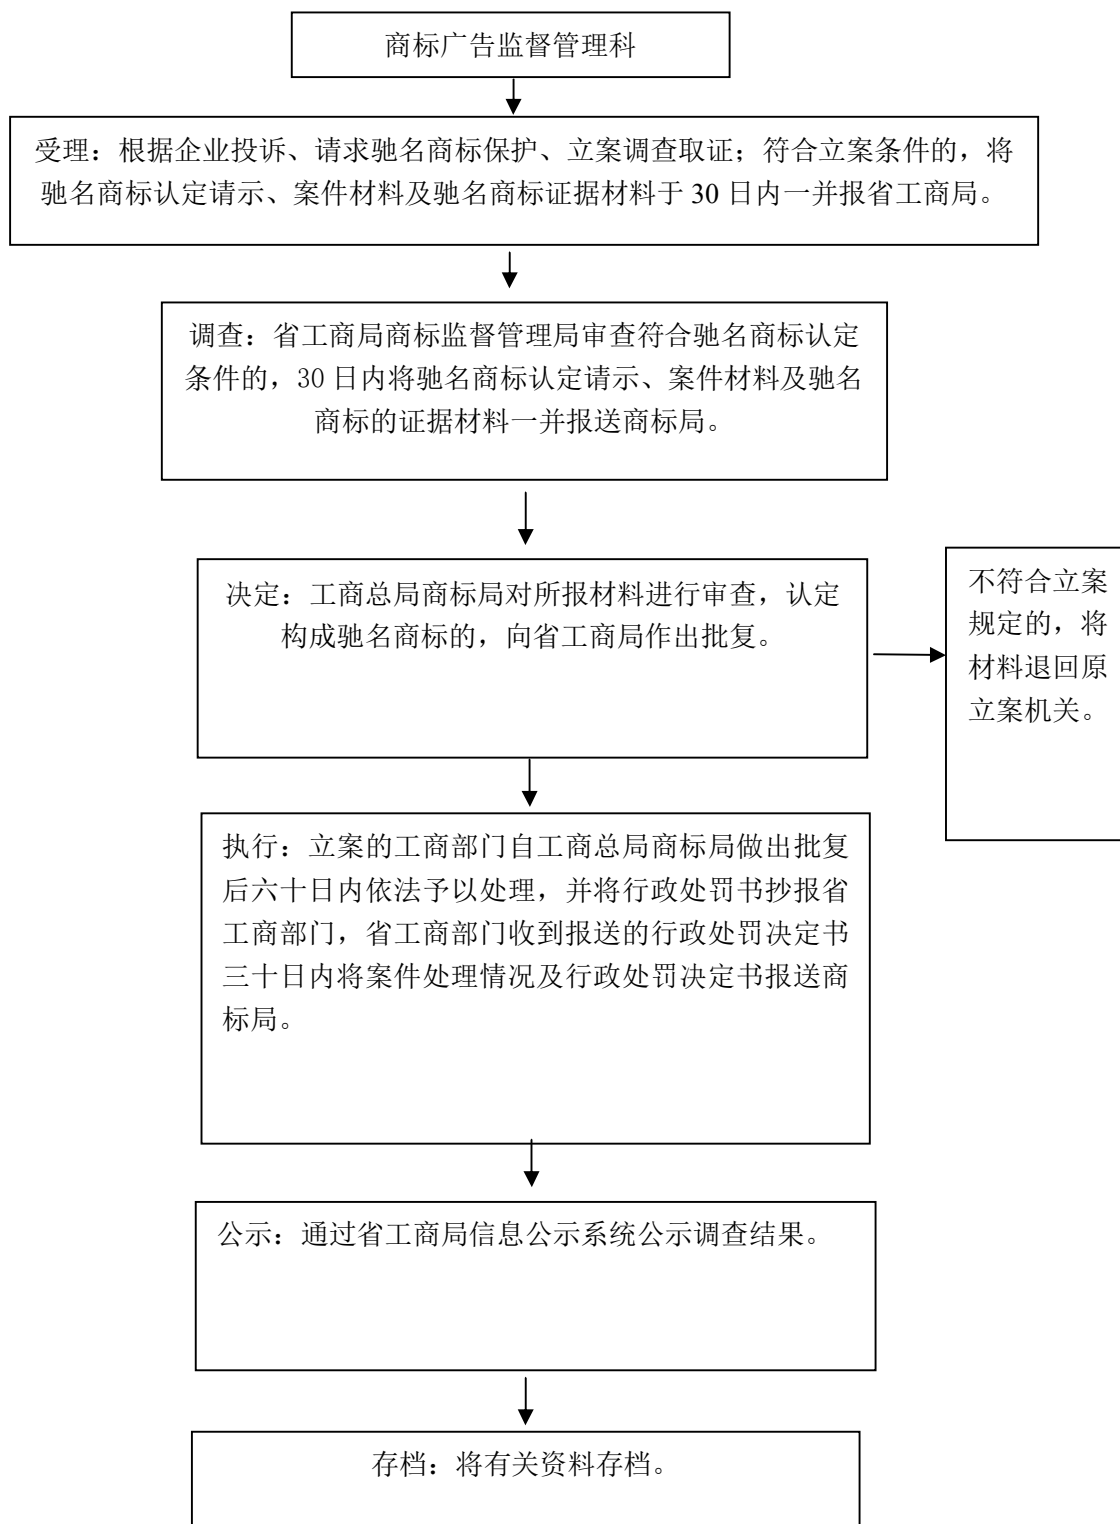 商标广告监督管理科
受理：根据企业投诉、请求驰名商标保护、立案调查取证；符合立案条件的，将
驰名商标认定请示、案件材料及驰名商标证据材料于 30 日内一并报省工商局。
调查：省工商局商标监督管理局审查符合驰名商标认定
条件的，30 日内将驰名商标认定请示、案件材料及驰名
商标的证据材料一并报送商标局。
决定：工商总局商标局对所报材料进行审查，认定
构成驰名商标的，向省工商局作出批复。
不符合立案
规定的，将
材料退回原
立案机关。
执行：立案的工商部门自工商总局商标局做出批复
后六十日内依法予以处理，并将行政处罚书抄报省
工商部门，省工商部门收到报送的行政处罚决定书
三十日内将案件处理情况及行政处罚决定书报送商
标局。
公示：通过省工商局信息公示系统公示调查结果。
存档：将有关资料存档。